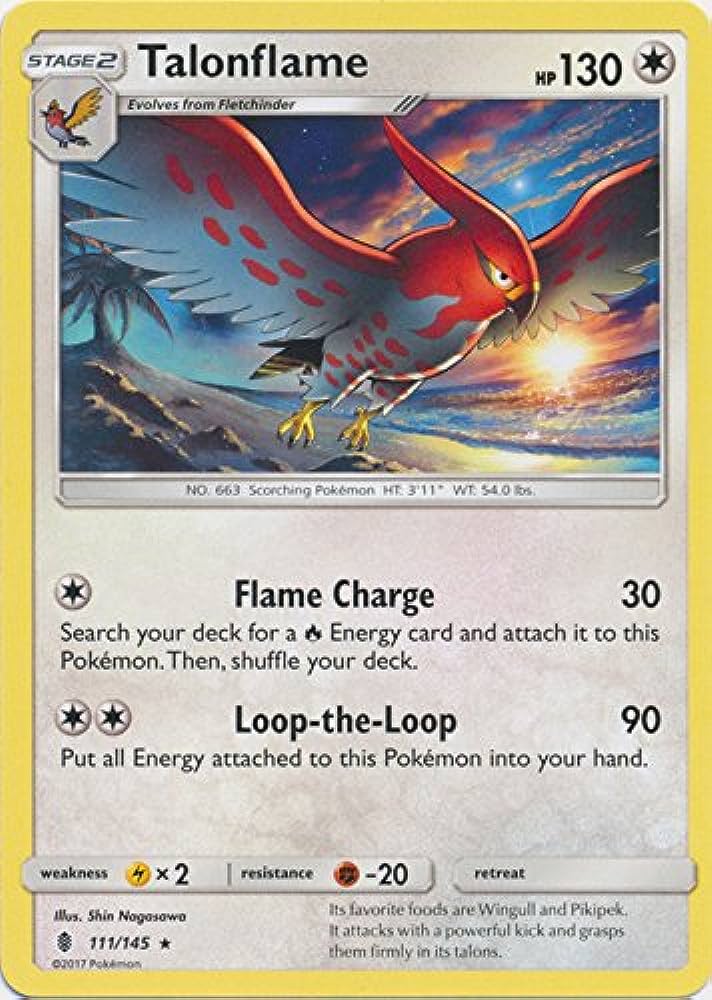 STAGE2 Talonflame HP130
Evolves from Fletchinder
NO. 663 Scorching Pokémon HT: 3'11" WT: 54.0 lbs.
Flame Charge 30
Search your deck for a Energy card and attach it to this
Pokémon. Then, shuffle your deck.
Loop-the-Loop 90
Put all Energy attached to this Pokémon into your hand.
weakness ×2 resistance -20 retreat
Illus. Shin Nagasawa
111/145 ★
©2017 Pokémon
Its favorite foods are Wingull and Pikipek.
It attacks with a powerful kick and grasps
them firmly in its talons.